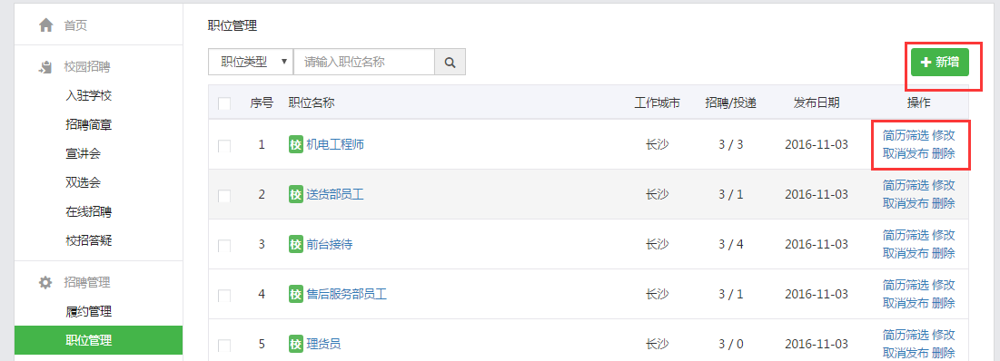 首页
校园招聘
入驻学校
招聘简章
宣讲会
双选会
在线招聘
校招答疑
招聘管理
履约管理
职位管理
职位管理
职位类型 ▼ 请输入职位名称
+ 新增
序号 职位名称 工作城市 招聘/投递 发布日期 操作
1 校 机电工程师 长沙 3 / 3 2016-11-03 简历筛选 修改
取消发布 删除
2 校 送货部员工 长沙 3 / 1 2016-11-03 简历筛选 修改
取消发布 删除
3 校 前台接待 长沙 3 / 4 2016-11-03 简历筛选 修改
取消发布 删除
4 校 售后服务部员工 长沙 3 / 1 2016-11-03 简历筛选 修改
取消发布 删除
5 校 理货员 长沙 3 / 0 2016-11-03 简历筛选 修改
取消发布 删除